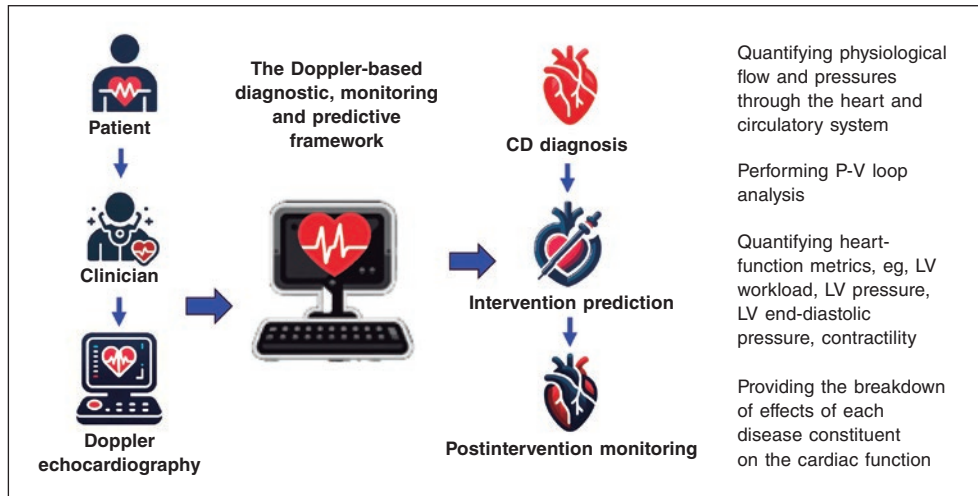 Patient
Clinician
Doppler
echocardiography
The Doppler-based
diagnostic, monitoring
and predictive
framework
CD diagnosis
Intervention prediction
Postintervention monitoring
Quantifying physiological
flow and pressures
through the heart and
circulatory system
Performing P-V loop
analysis
Quantifying heart-
function metrics, eg, LV
workload, LV pressure,
LV end-diastolic
pressure, contractility
Providing the breakdown
of effects of each
disease constituent
on the cardiac function